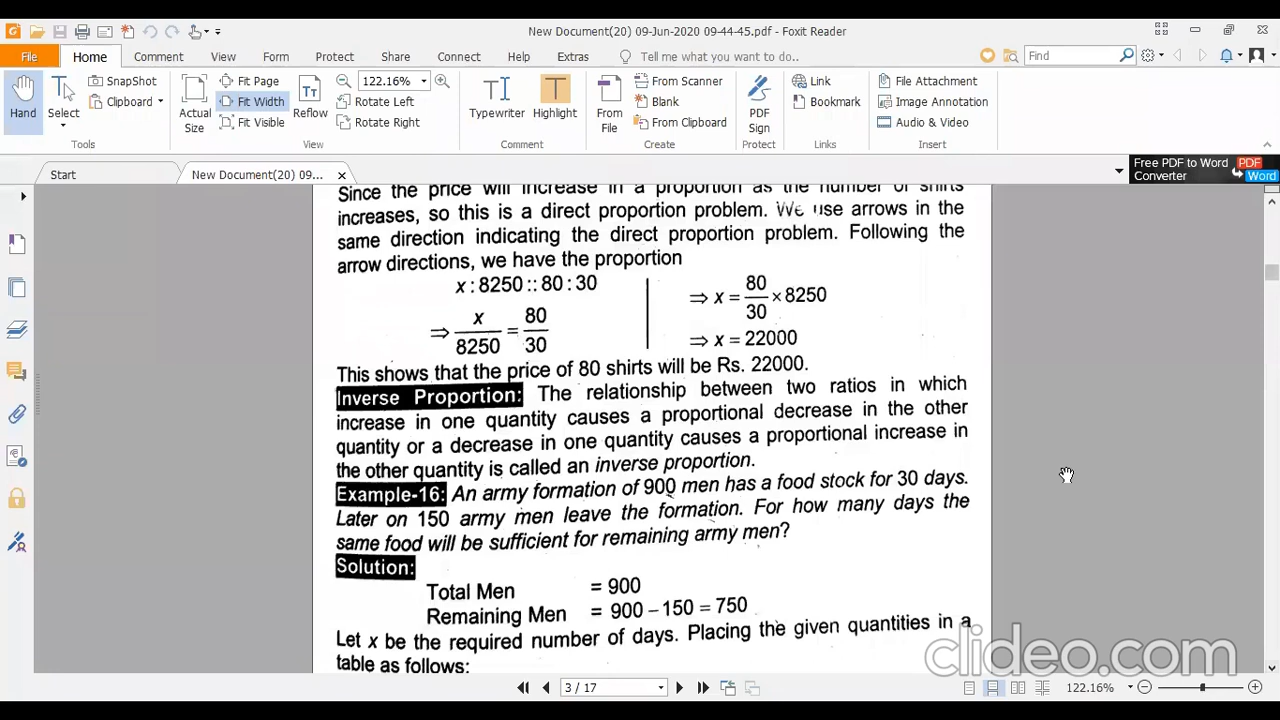 New Document(20) 09-Jun-2020 09-44-45.pdf - Foxit Reader
File Home Comment View Form Protect Share Connect Help Extras Tell me what you want to do.. Find
Hand
Select
SnapShot
Clipboard
Tools
Actual Size
Fit Page
Fit Width
Fit Visible
Reflow
122.16%
Rotate Left
Rotate Right
View
Typewriter
Highlight
Comment
From File
From Scanner
Blank
From Clipboard
Create
PDF Sign
Protect
Link
Bookmark
Links
File Attachment
Image Annotation
Audio & Video
Insert
Start
New Document(20) 09...
Free PDF to Word
Converter
PDF
Word
Since the price will increase in a proportion as the number of shirts
increases, so this is a direct proportion problem. We use arrows in the
same direction indicating the direct proportion problem. Following the
arrow directions, we have the proportion
x : 8250 :: 80 : 30
⇒ x/8250 = 80/30
⇒ x = 80/30 × 8250
⇒ x = 22000
This shows that the price of 80 shirts will be Rs. 22000.
Inverse Proportion: The relationship between two ratios in which
increase in one quantity causes a proportional decrease in the other
quantity or a decrease in one quantity causes a proportional increase in
the other quantity is called an inverse proportion.
Example-16: An army formation of 900 men has a food stock for 30 days.
Later on 150 army men leave the formation. For how many days the
same food will be sufficient for remaining army men?
Solution:
Total Men = 900
Remaining Men = 900 – 150 = 750
Let x be the required number of days. Placing the given quantities in a
table as follows:
clideo.com
3 / 17
122.16%